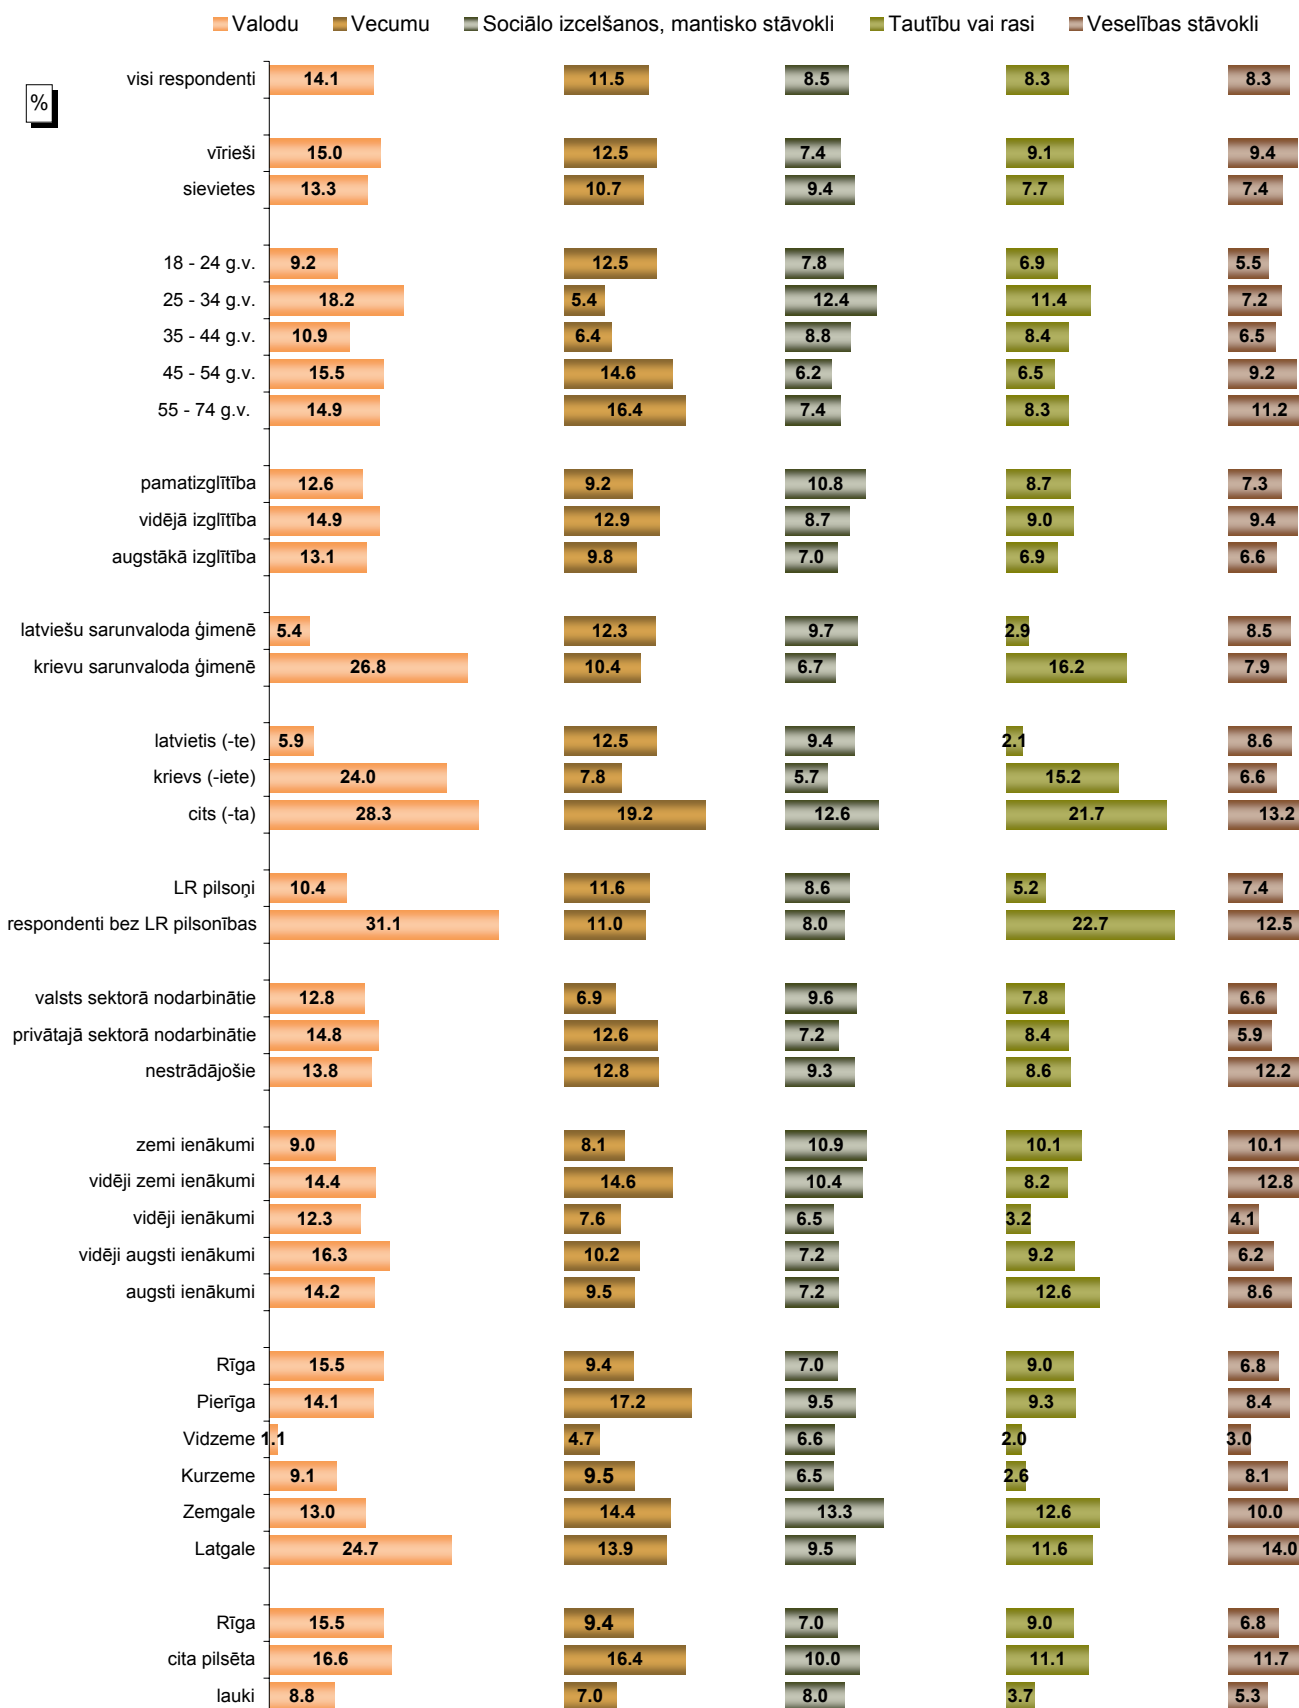 Valodu Vecumu Sociālo izcelšanos, mantisko stāvokli Tautību vai rasi Veselības stāvokli
%
visi respondenti 14.1 11.5 8.5 8.3 8.3
vīrieši 15.0 12.5 7.4 9.1 9.4
sievietes 13.3 10.7 9.4 7.7 7.4
18 - 24 g.v. 9.2 12.5 7.8 6.9 5.5
25 - 34 g.v. 18.2 5.4 12.4 11.4 7.2
35 - 44 g.v. 10.9 6.4 8.8 8.4 6.5
45 - 54 g.v. 15.5 14.6 6.2 6.5 9.2
55 - 74 g.v. 14.9 16.4 7.4 8.3 11.2
pamatizglītība 12.6 9.2 10.8 8.7 7.3
vidējā izglītība 14.9 12.9 8.7 9.0 9.4
augstākā izglītība 13.1 9.8 7.0 6.9 6.6
latviešu sarunvaloda ģimenē 5.4 12.3 9.7 2.9 8.5
krievu sarunvaloda ģimenē 26.8 10.4 6.7 16.2 7.9
latvietis (-te) 5.9 12.5 9.4 2.1 8.6
krievs (-iete) 24.0 7.8 5.7 15.2 6.6
cits (-ta) 28.3 19.2 12.6 21.7 13.2
LR pilsoņi 10.4 11.6 8.6 5.2 7.4
respondenti bez LR pilsonības 31.1 11.0 8.0 22.7 12.5
valsts sektorā nodarbinātie 12.8 6.9 9.6 7.8 6.6
privātajā sektorā nodarbinātie 14.8 12.6 7.2 8.4 5.9
nestrādājošie 13.8 12.8 9.3 8.6 12.2
zemi ienākumi 9.0 8.1 10.9 10.1 10.1
vidēji zemi ienākumi 14.4 14.6 10.4 8.2 12.8
vidēji ienākumi 12.3 7.6 6.5 3.2 4.1
vidēji augsti ienākumi 16.3 10.2 7.2 9.2 6.2
augsti ienākumi 14.2 9.5 7.2 12.6 8.6
Rīga 15.5 9.4 7.0 9.0 6.8
Pierīga 14.1 17.2 9.5 9.3 8.4
Vidzeme 1.1 4.7 6.6 2.0 3.0
Kurzeme 9.1 9.5 6.5 2.6 8.1
Zemgale 13.0 14.4 13.3 12.6 10.0
Latgale 24.7 13.9 9.5 11.6 14.0
Rīga 15.5 9.4 7.0 9.0 6.8
cita pilsēta 16.6 16.4 10.0 11.1 11.7
lauki 8.8 7.0 8.0 3.7 5.3